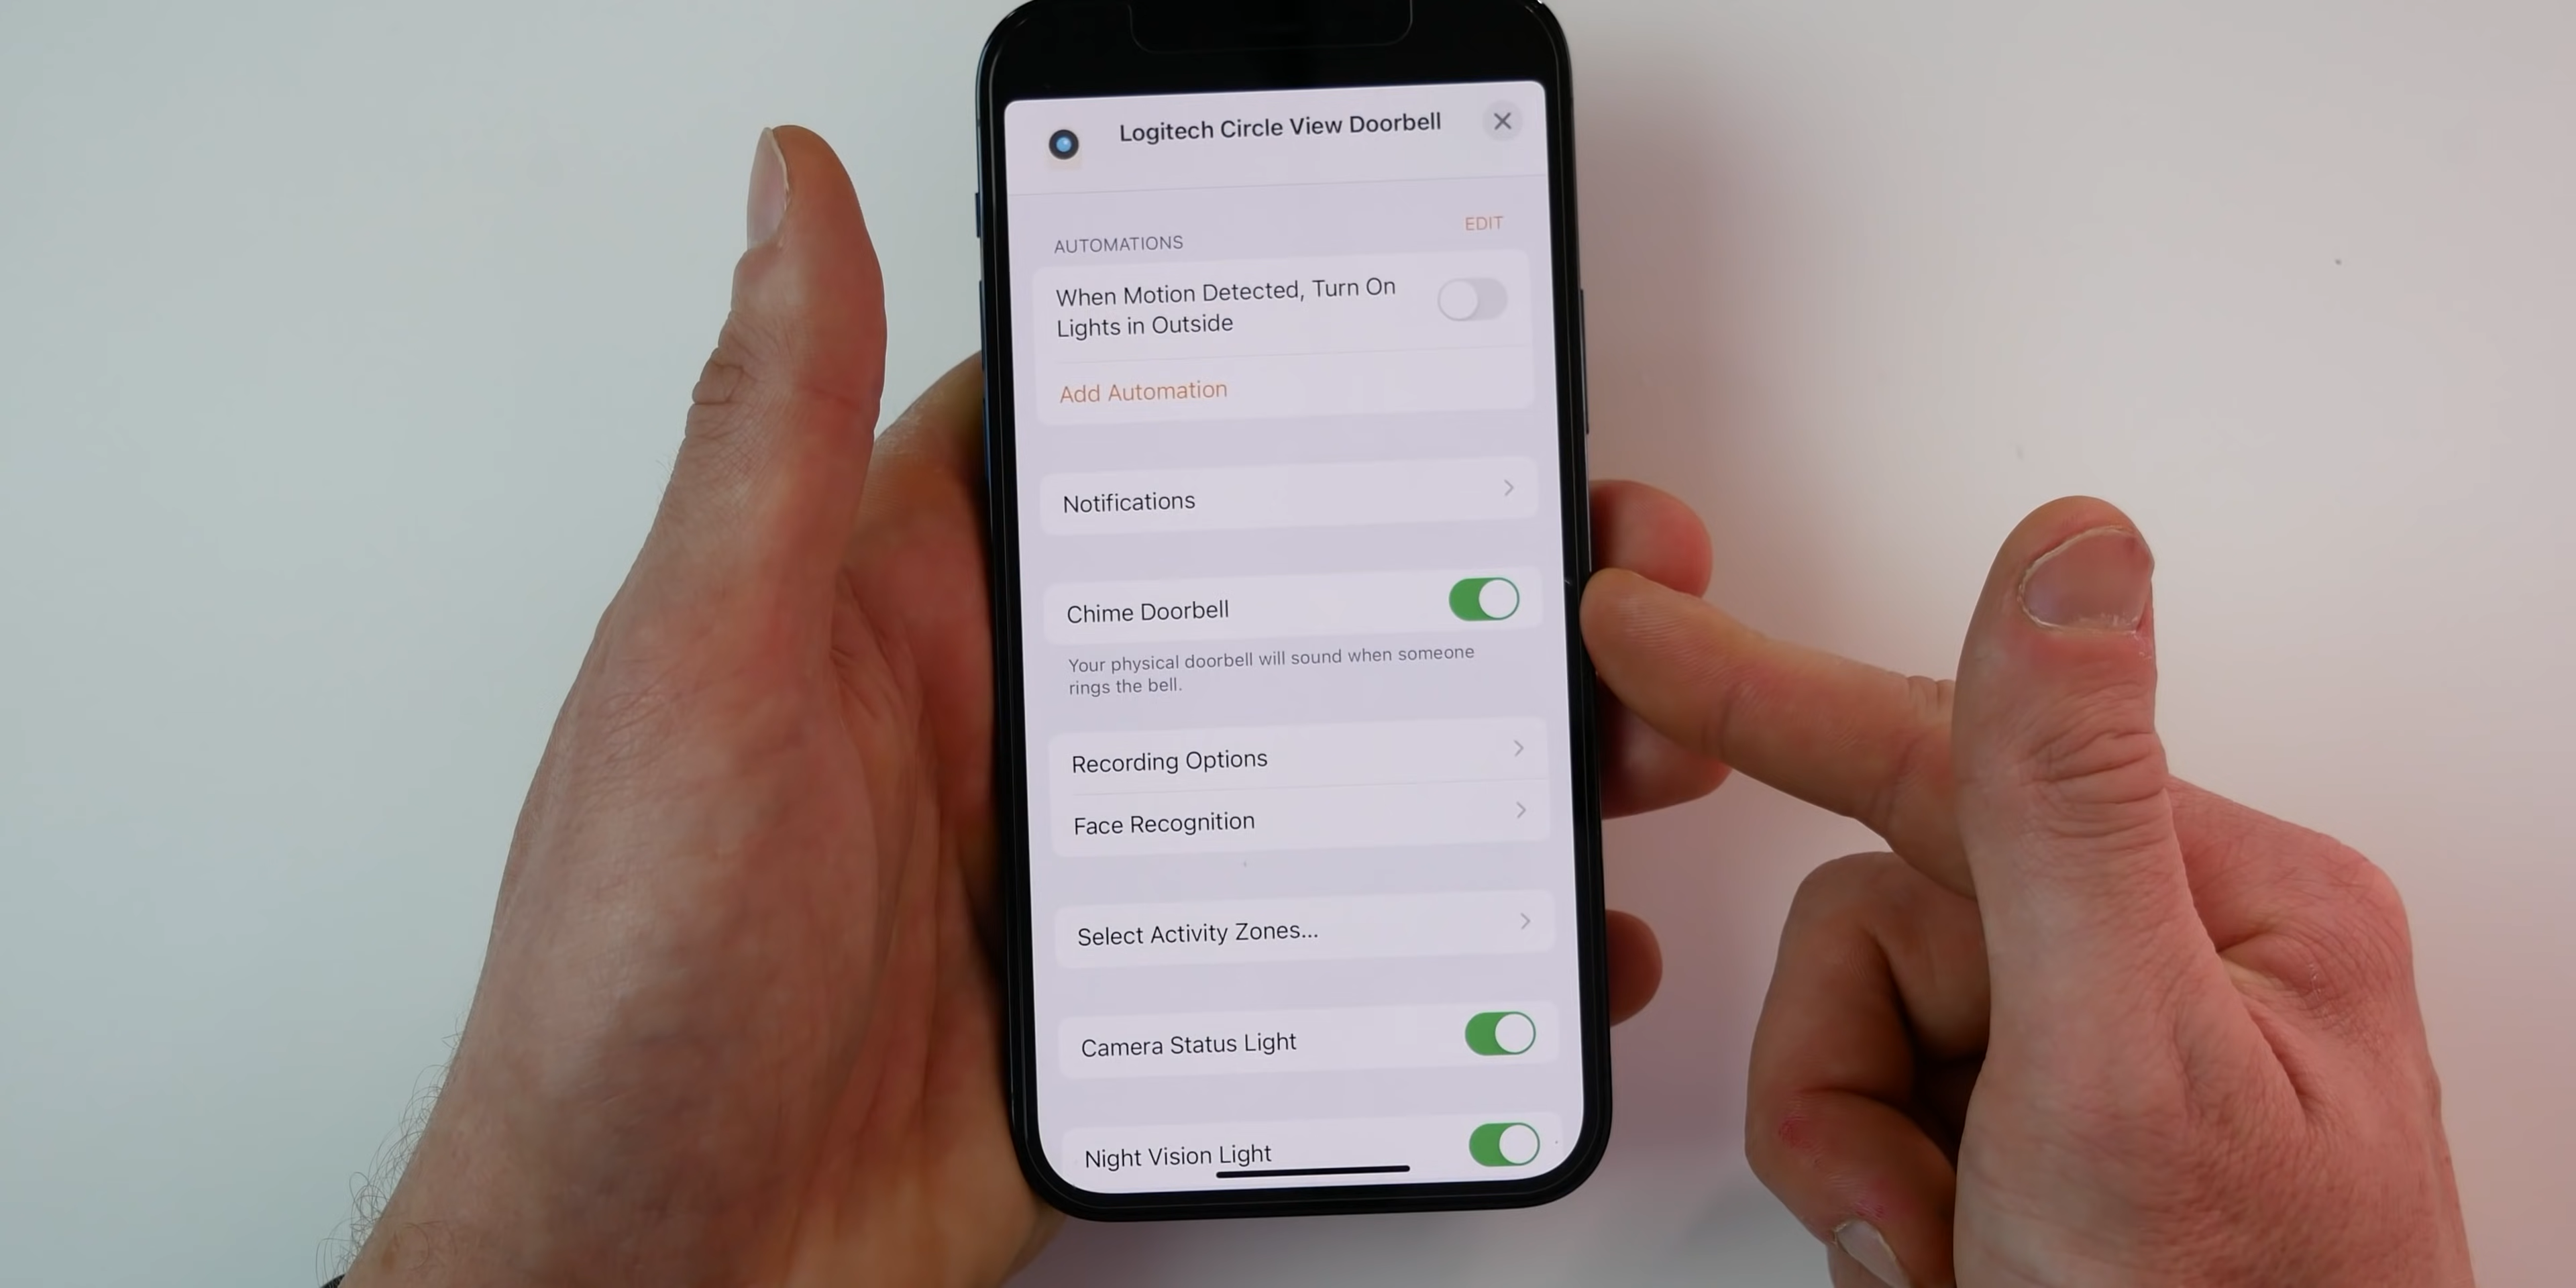 Logitech Circle View Doorbell
AUTOMATIONS
EDIT
When Motion Detected, Turn On
Lights in Outside
Add Automation
Notifications
Chime Doorbell
Your physical doorbell will sound when someone
rings the bell.
Recording Options
Face Recognition
Select Activity Zones...
Camera Status Light
Night Vision Light